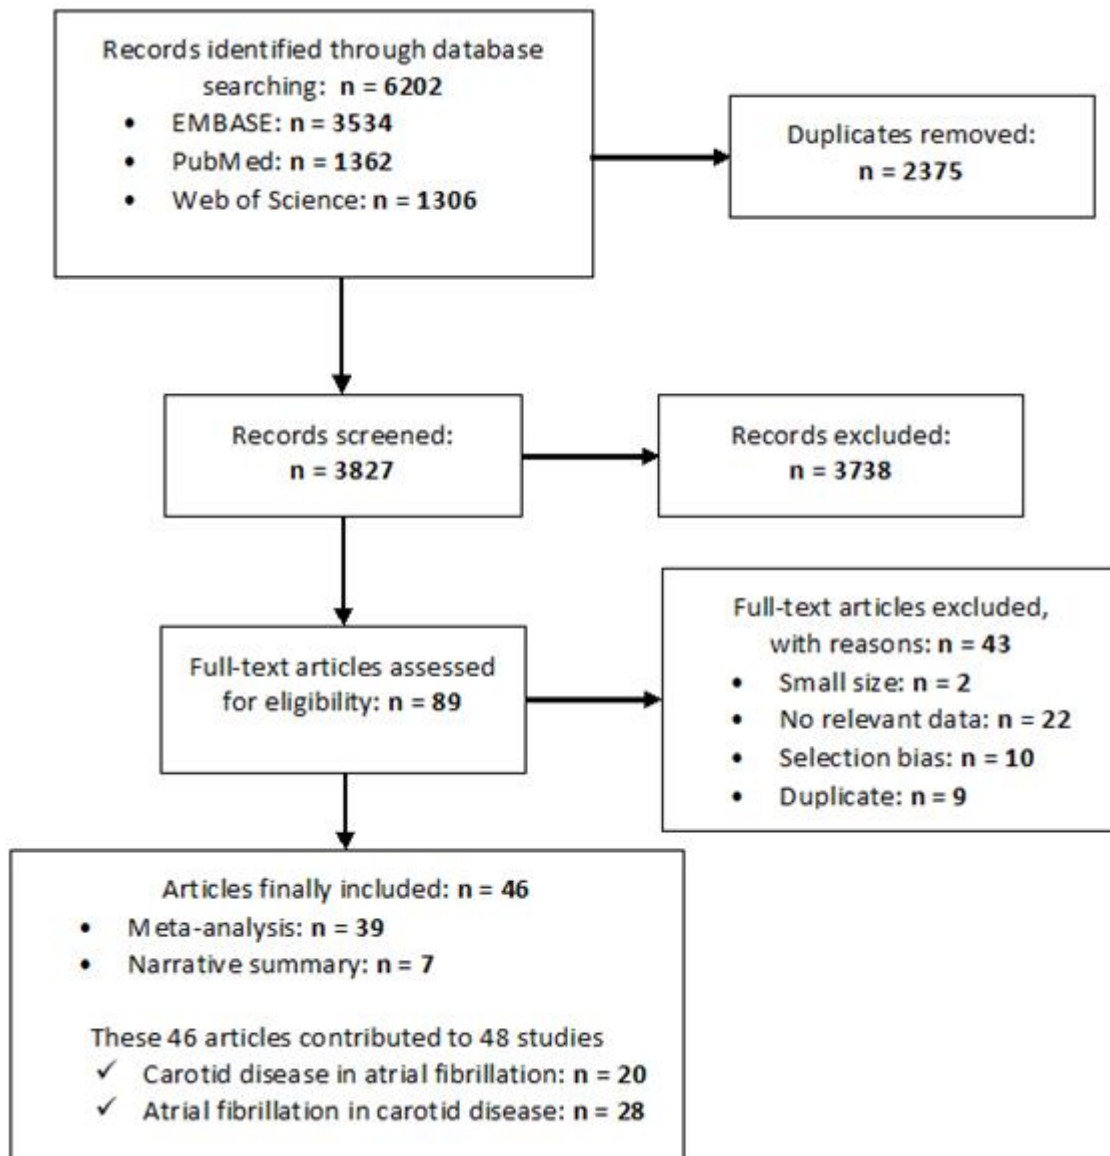 Records identified through database
searching: n = 6202
• EMBASE: n = 3534
• PubMed: n = 1362
• Web of Science: n = 1306
Duplicates removed:
n = 2375
Records screened:
n = 3827
Records excluded:
n = 3738
Full-text articles assessed
for eligibility: n = 89
Full-text articles excluded,
with reasons: n = 43
• Small size: n = 2
• No relevant data: n = 22
• Selection bias: n = 10
• Duplicate: n = 9
Articles finally included: n = 46
• Meta-analysis: n = 39
• Narrative summary: n = 7
These 46 articles contributed to 48 studies
✓ Carotid disease in atrial fibrillation: n = 20
✓ Atrial fibrillation in carotid disease: n = 28